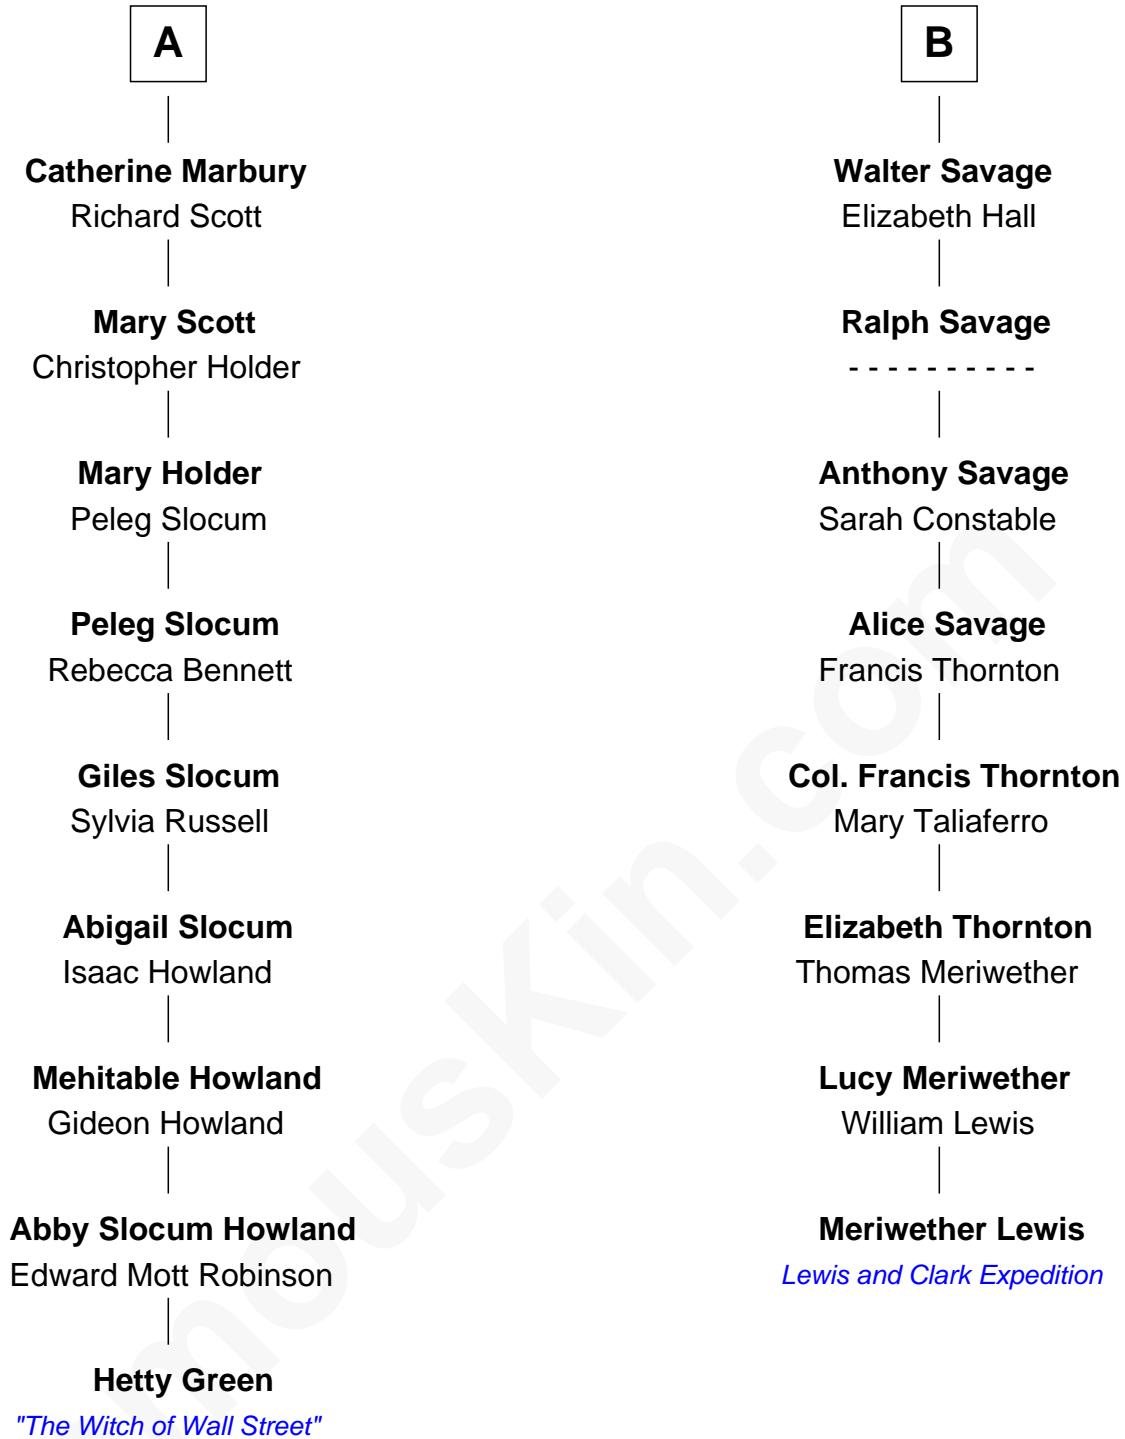 A
Catherine Marbury
Richard Scott
Mary Scott
Christopher Holder
Mary Holder
Peleg Slocum
Peleg Slocum
Rebecca Bennett
Giles Slocum
Sylvia Russell
Abigail Slocum
Isaac Howland
Mehitable Howland
Gideon Howland
Abby Slocum Howland
Edward Mott Robinson
Hetty Green
"The Witch of Wall Street"
B
Walter Savage
Elizabeth Hall
Ralph Savage
- - - - - - - - - -
Anthony Savage
Sarah Constable
Alice Savage
Francis Thornton
Col. Francis Thornton
Mary Taliaferro
Elizabeth Thornton
Thomas Meriwether
Lucy Meriwether
William Lewis
Meriwether Lewis
Lewis and Clark Expedition
mousKin.com